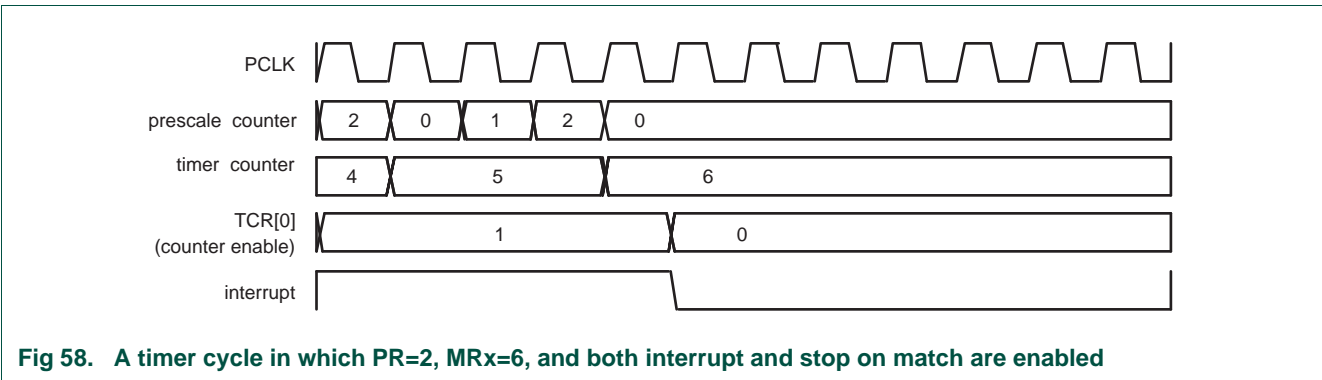 PCLK
prescale counter 2 0 1 2 0
timer counter 4 5 6
TCR[0]
(counter enable) 1 0
interrupt
Fig 58. A timer cycle in which PR=2, MRx=6, and both interrupt and stop on match are enabled